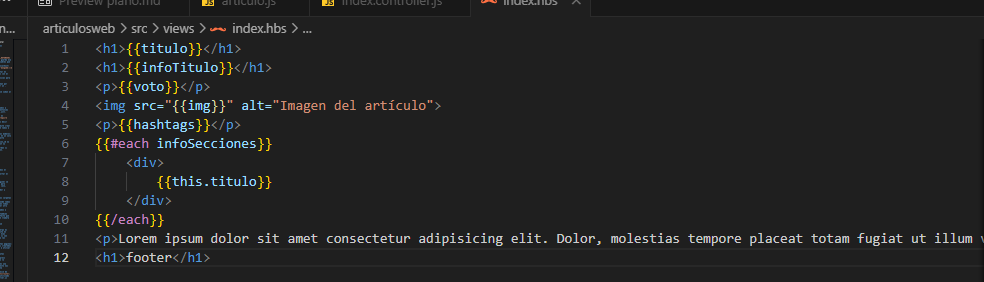 Preview plano.md articulo.js index.controller.js index.hbs ×
articulosweb > src > views > index.hbs > ...
1 <h1>{{titulo}}</h1>
2 <h1>{{infoTitulo}}</h1>
3 <p>{{voto}}</p>
4 <img src="{{img}}" alt="Imagen del artículo">
5 <p>{{hashtags}}</p>
6 {{#each infoSecciones}}
7 <div>
8 {{this.titulo}}
9 </div>
10 {{/each}}
11 <p>Lorem ipsum dolor sit amet consectetur adipisicing elit. Dolor, molestias tempore placeat totam fugiat ut illum
12 <h1>footer</h1>